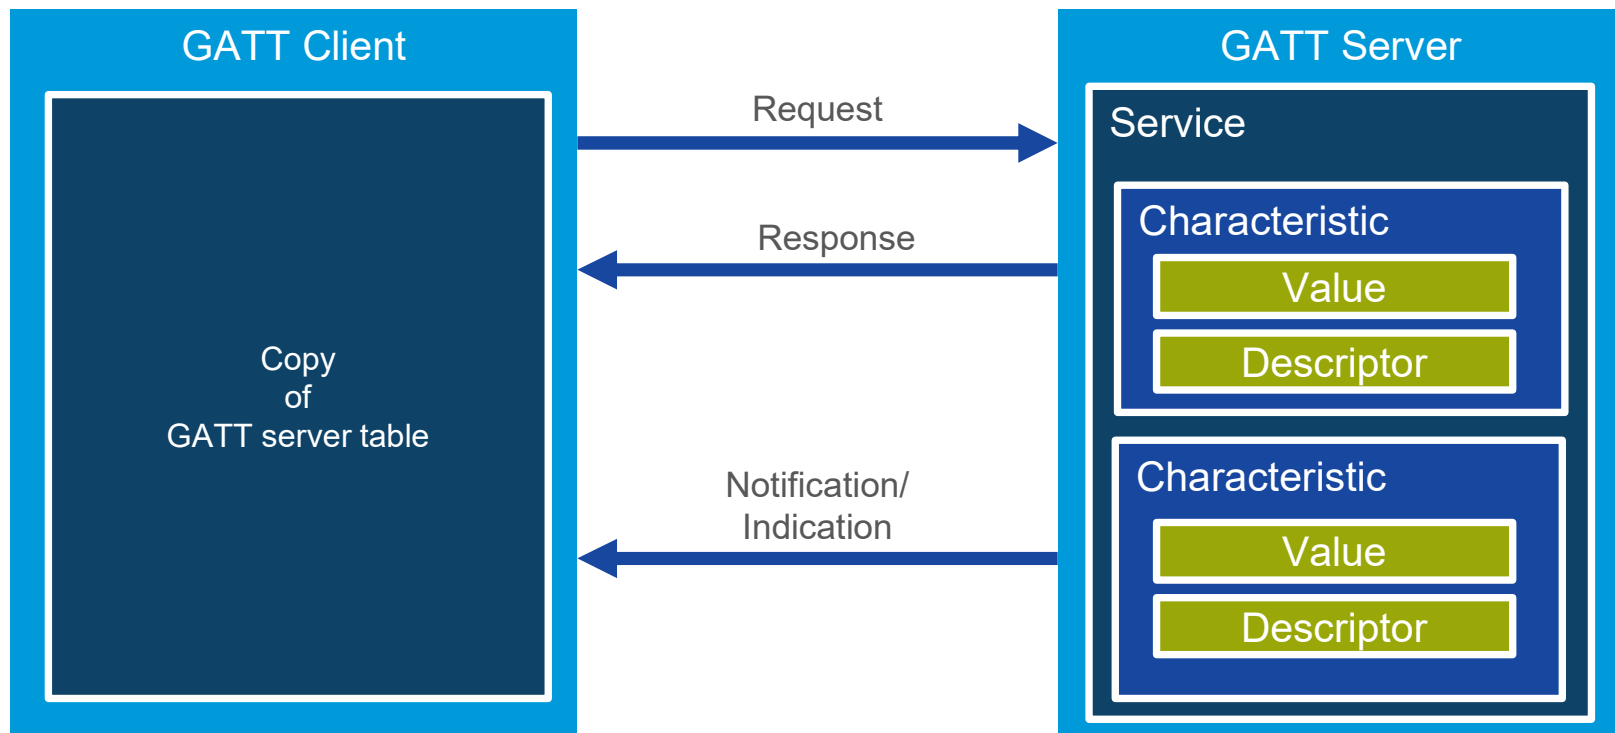 GATT Client
Copy
of
GATT server table
Request
Response
Notification/
Indication
GATT Server
Service
Characteristic
Value
Descriptor
Characteristic
Value
Descriptor